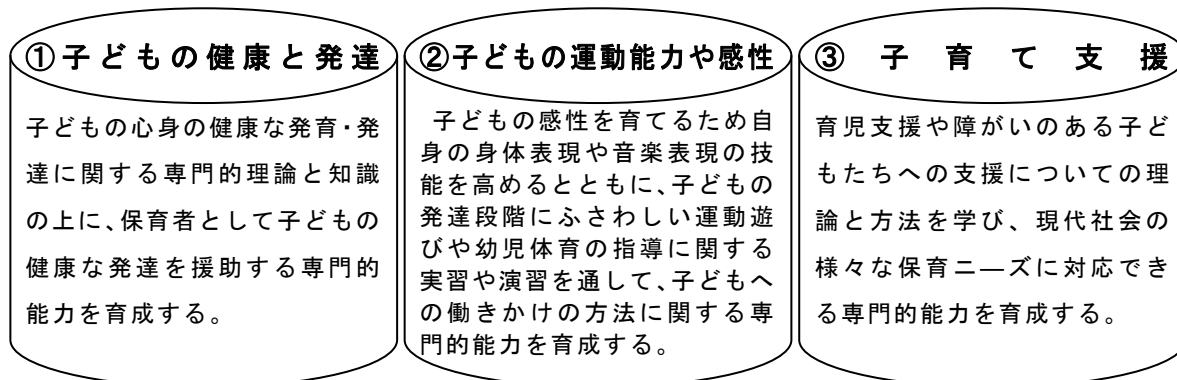 ①子どもの健康と発達
子どもの心身の健康な発育・発
達に関する専門的理論と知識
の上に、保育者として子どもの
健康な発達を援助する専門的
能力を育成する。
②子どもの運動能力や感性
子どもの感性を育てるため自
身の身体表現や音楽表現の技
能を高めるとともに、子どもの
発達段階にふさわしい運動遊
びや幼児体育の指導に関する
実習や演習を通して、子どもへ
の働きかけの方法に関する専
門的能力を育成する。
③子育て支援
育児支援や障がいのある子ど
もたちへの支援についての理
論と方法を学び、現代社会の
様々な保育ニ―ズに対応でき
る専門的能力を育成する。